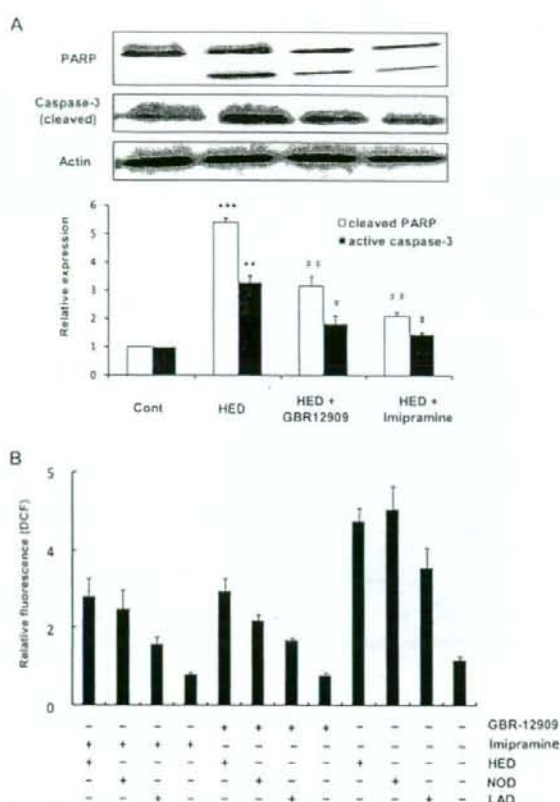 A
PARP
Caspase-3
(cleaved)
Actin
Relative expression
6
5
4
3
2
1
0
***
**
‡‡
‡
‡‡
‡
cleaved PARP
active caspase-3
Cont
HED
HED +
GBR12909
HED +
Imipramine
B
Relative fluorescence (DCF)
5
4
2
0
- - - - + + + + - - - - GBR-12909
+ + + + - - - - - - - - Imipramine
+ - - - + - - - + - - - HED
- + - - - + - - - + - - NOD
- - + - - - + - - - + - LAD